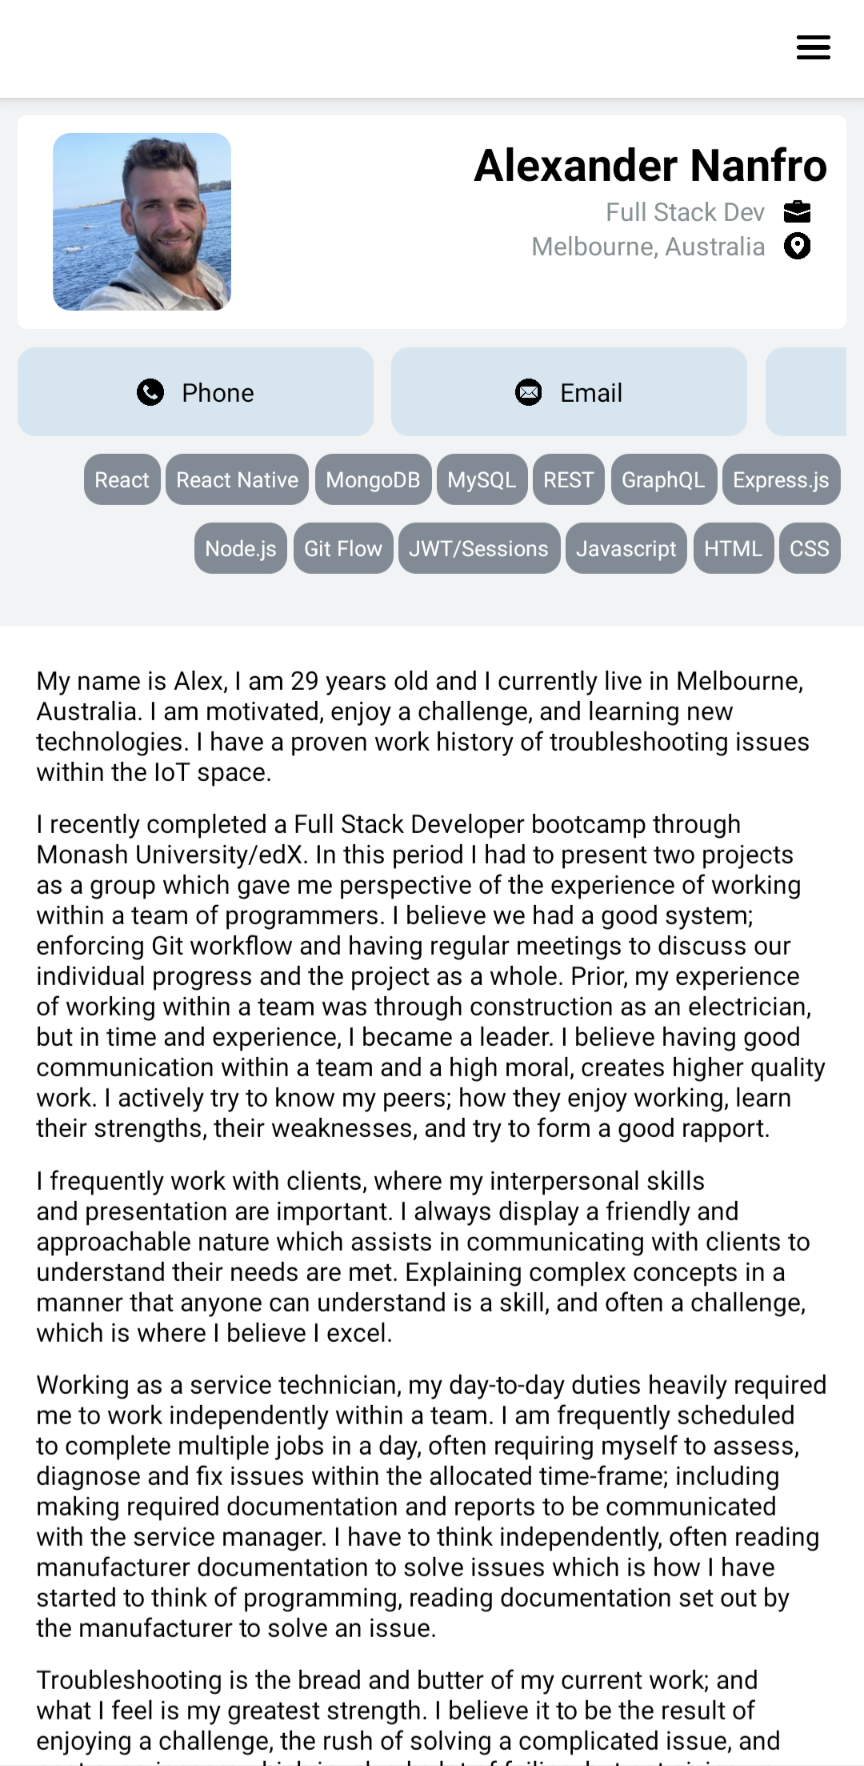 Alexander Nanfro
Full Stack Dev
Melbourne, Australia
Phone
Email
React React Native MongoDB MySQL REST GraphQL Express.js
Node.js Git Flow JWT/Sessions Javascript HTML CSS
My name is Alex, I am 29 years old and I currently live in Melbourne,
Australia. I am motivated, enjoy a challenge, and learning new
technologies. I have a proven work history of troubleshooting issues
within the IoT space.
I recently completed a Full Stack Developer bootcamp through
Monash University/edX. In this period I had to present two projects
as a group which gave me perspective of the experience of working
within a team of programmers. I believe we had a good system;
enforcing Git workflow and having regular meetings to discuss our
individual progress and the project as a whole. Prior, my experience
of working within a team was through construction as an electrician,
but in time and experience, I became a leader. I believe having good
communication within a team and a high moral, creates higher quality
work. I actively try to know my peers; how they enjoy working, learn
their strengths, their weaknesses, and try to form a good rapport.
I frequently work with clients, where my interpersonal skills
and presentation are important. I always display a friendly and
approachable nature which assists in communicating with clients to
understand their needs are met. Explaining complex concepts in a
manner that anyone can understand is a skill, and often a challenge,
which is where I believe I excel.
Working as a service technician, my day-to-day duties heavily required
me to work independently within a team. I am frequently scheduled
to complete multiple jobs in a day, often requiring myself to assess,
diagnose and fix issues within the allocated time-frame; including
making required documentation and reports to be communicated
with the service manager. I have to think independently, often reading
manufacturer documentation to solve issues which is how I have
started to think of programming, reading documentation set out by
the manufacturer to solve an issue.
Troubleshooting is the bread and butter of my current work; and
what I feel is my greatest strength. I believe it to be the result of
enjoying a challenge, the rush of solving a complicated issue, and